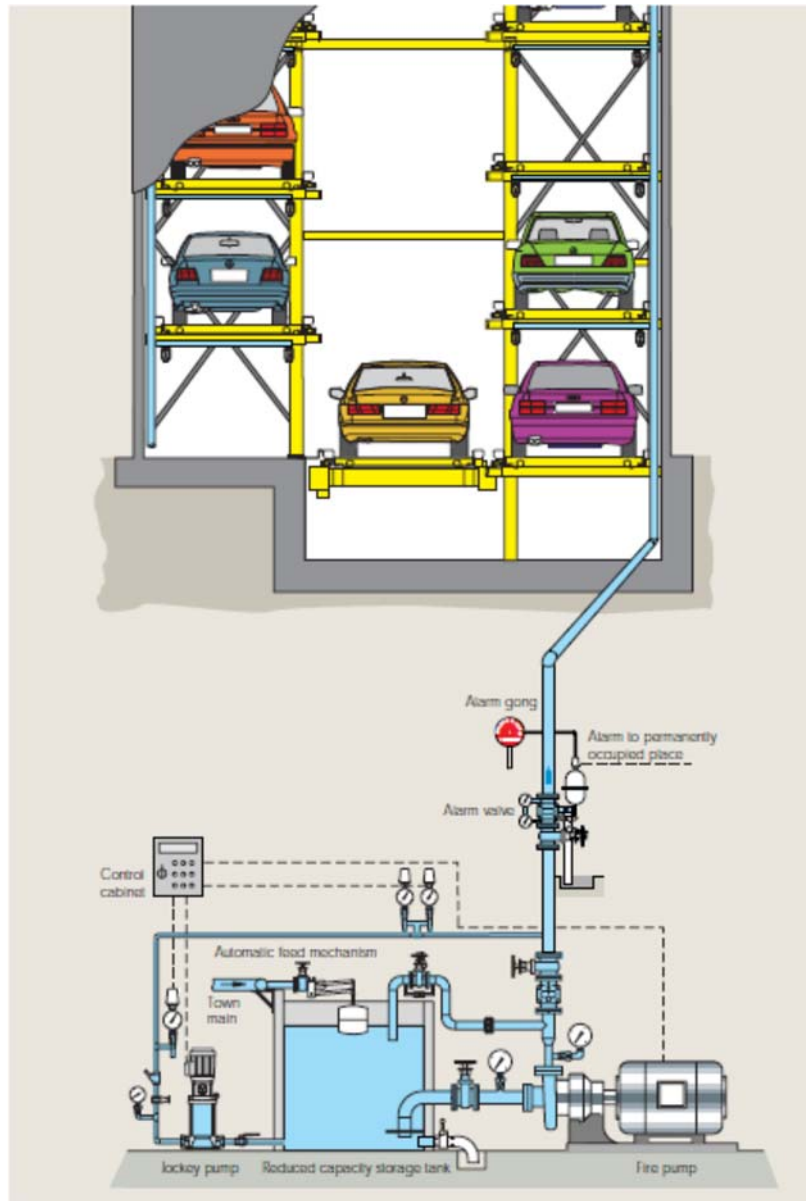 Alarm gong
Alarm to permanently
occupied place
Alarm valve
Control
cabinet
Automatic feed mechanism
Town
main
Jockey pump
Reduced capacity storage tank
Fire pump